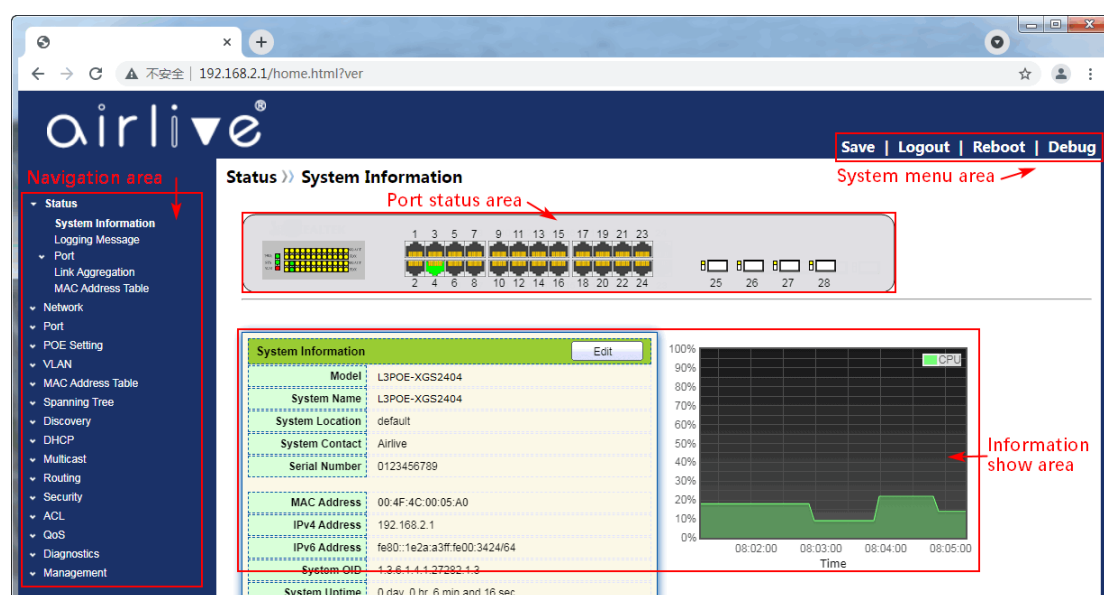 不安全 | 192.168.2.1/home.html?ver
airlive®
Save | Logout | Reboot | Debug
Navigation area
Status 》 System Information
System menu area
Port status area
Status
System Information
Logging Message
Port
Link Aggregation
MAC Address Table
Network
Port
POE Setting
VLAN
MAC Address Table
Spanning Tree
Discovery
DHCP
Multicast
Routing
Security
ACL
QoS
Diagnostics
Management
1 3 5 7 9 11 13 15 17 19 21 23
2 4 6 8 10 12 14 16 18 20 22 24
25 26 27 28
System Information Edit
Model L3POE-XGS2404
System Name L3POE-XGS2404
System Location default
System Contact Airlive
Serial Number 0123456789
MAC Address 00:4F:4C:00:05:A0
IPv4 Address 192.168.2.1
IPv6 Address fe80::1e2a:a3ff:fe00:3424/64
System OID 1.3.6.1.4.1.27282.1.3
System Uptime 0 day, 0 hr, 6 min and 16 sec
100%
90%
80%
70%
60%
50%
40%
30%
20%
10%
0%
CPU
08:02:00 08:03:00 08:04:00 08:05:00
Time
Information
show area